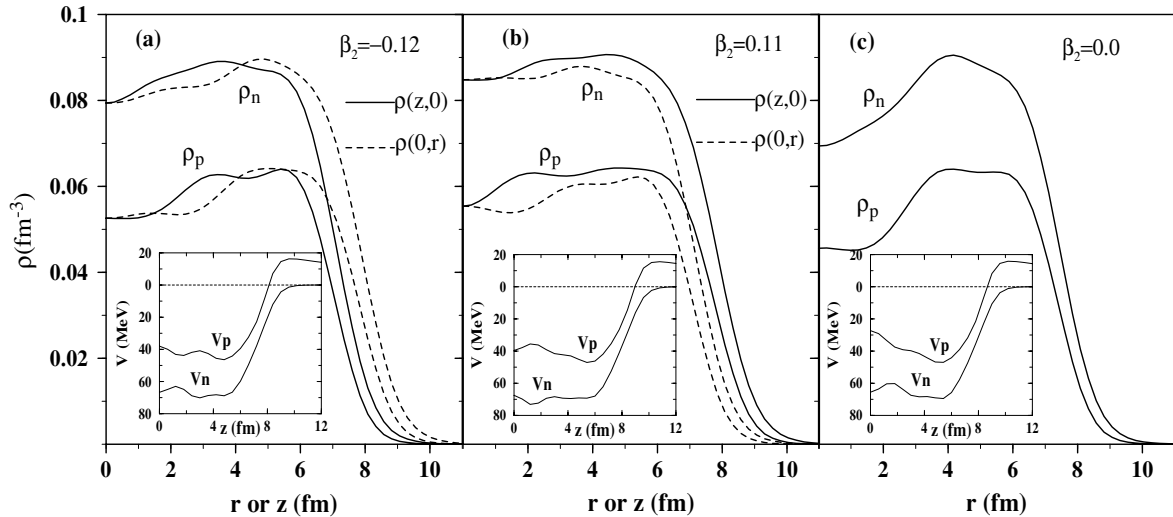 0.1
0.08
0.06
0.04
0.02
ρ(fm⁻³)
(a)
β₂=−0.12
ρₙ
ρ(z,0)
ρ(0,r)
ρₚ
20
0
20
40
60
80
V (MeV)
Vp
Vn
0 4 z (fm) 8 12
0 2 4 6 8 10
r or z (fm)
(b)
β₂=0.11
ρₙ
ρ(z,0)
ρ(0,r)
ρₚ
20
0
20
40
60
80
V (MeV)
Vp
Vn
0 4 z (fm) 8 12
0 2 4 6 8 10
r or z (fm)
(c)
β₂=0.0
ρₙ
ρₚ
20
0
20
40
60
80
V (MeV)
Vp
Vn
0 4 z (fm) 8 12
0 2 4 6 8 10
r (fm)